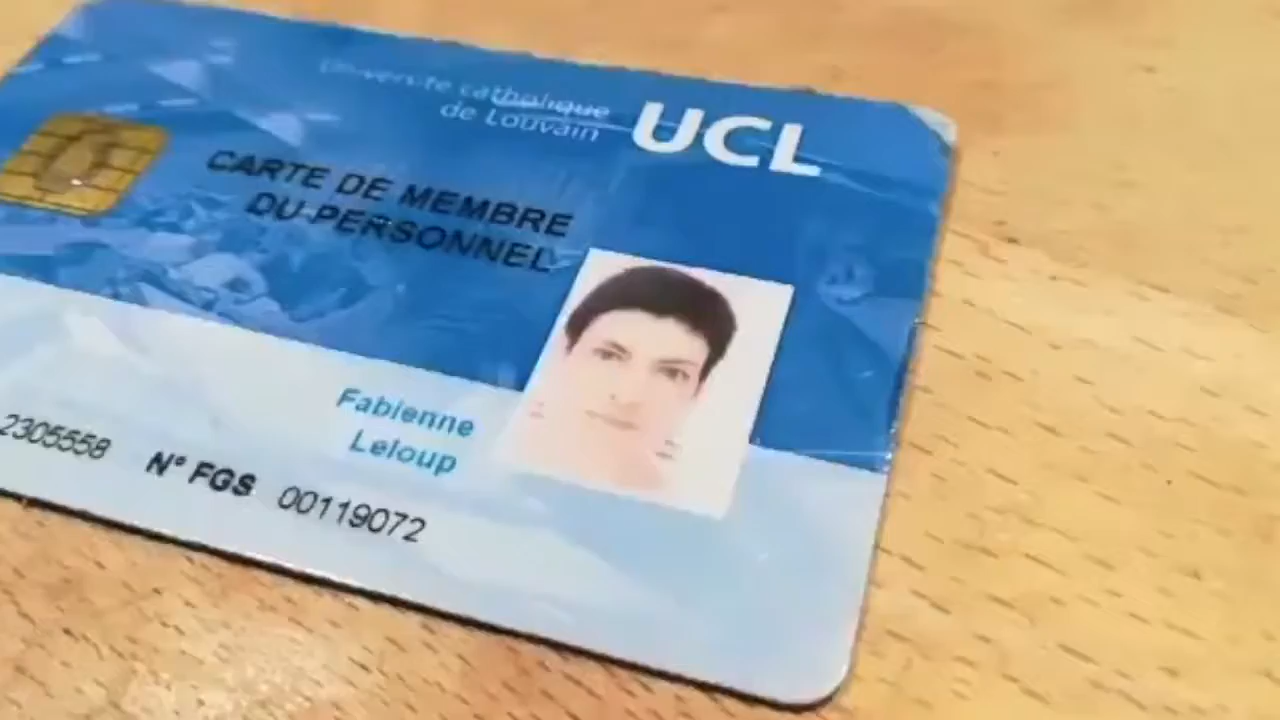 Université catholique
de Louvain
UCL
CARTE DE MEMBRE
DU PERSONNEL
Fabienne
Leloup
2305558 N° FGS 00119072